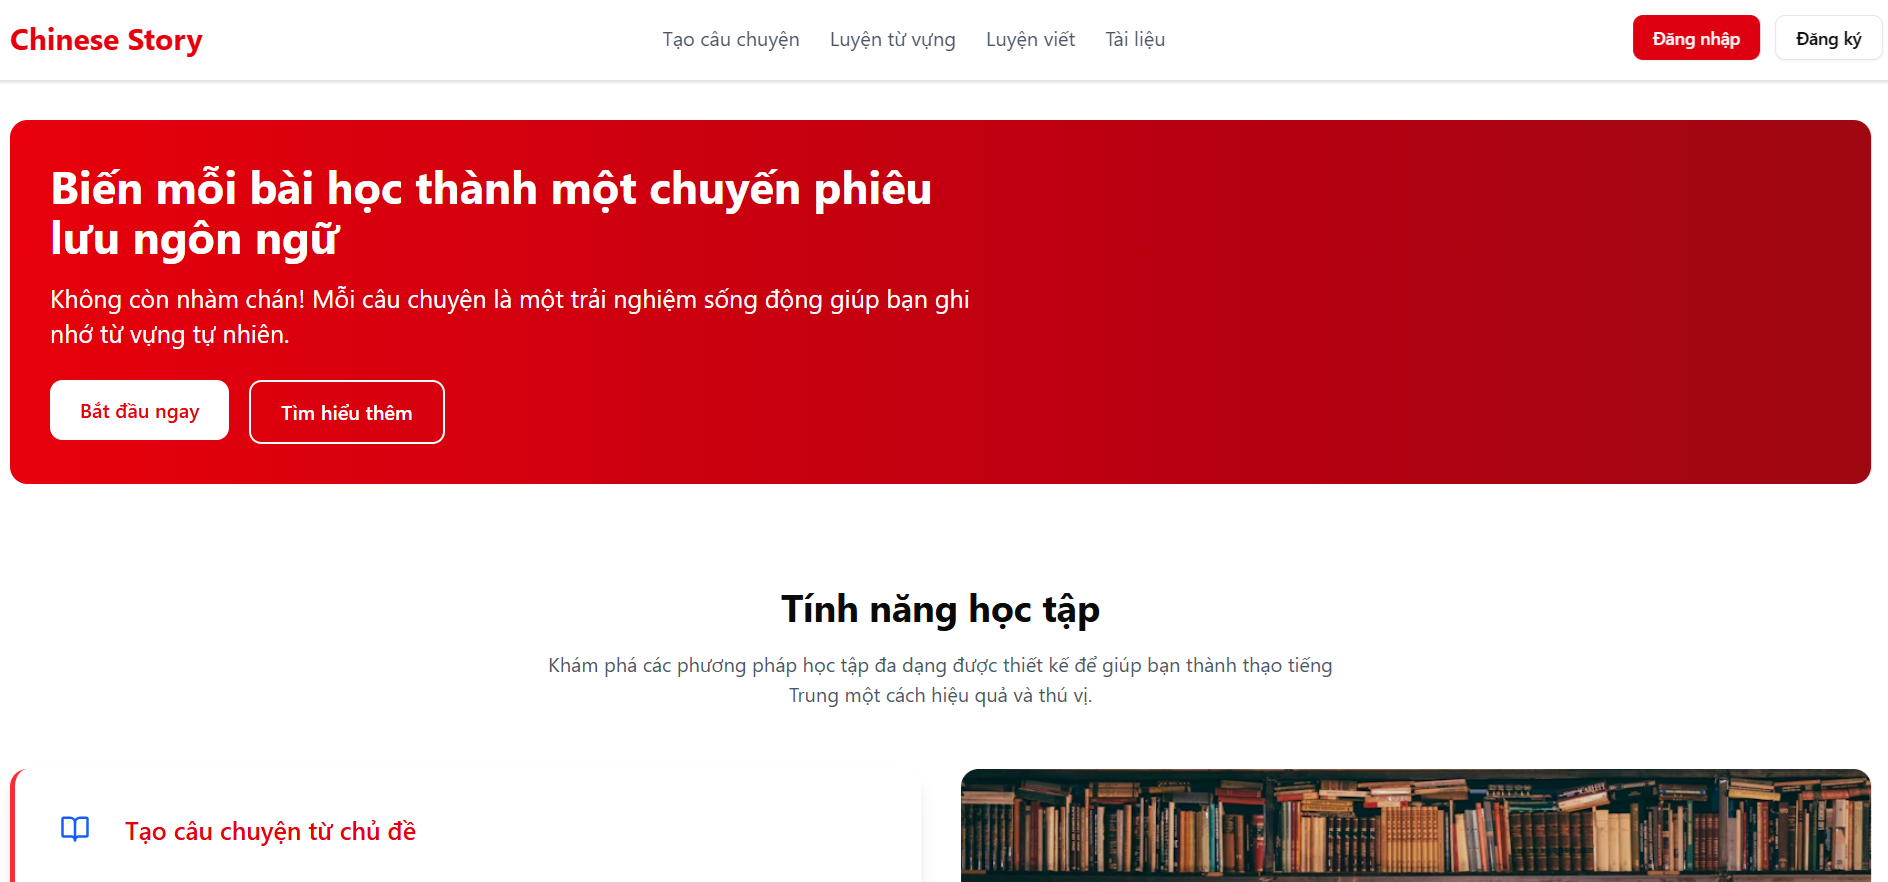 Chinese Story
Tạo câu chuyện
Luyện từ vựng
Luyện viết
Tài liệu
Đăng nhập
Đăng ký
Biến mỗi bài học thành một chuyến phiêu
lưu ngôn ngữ
Không còn nhàm chán! Mỗi câu chuyện là một trải nghiệm sống động giúp bạn ghi
nhớ từ vựng tự nhiên.
Bắt đầu ngay
Tìm hiểu thêm
Tính năng học tập
Khám phá các phương pháp học tập đa dạng được thiết kế để giúp bạn thành thạo tiếng
Trung một cách hiệu quả và thú vị.
Tạo câu chuyện từ chủ đề